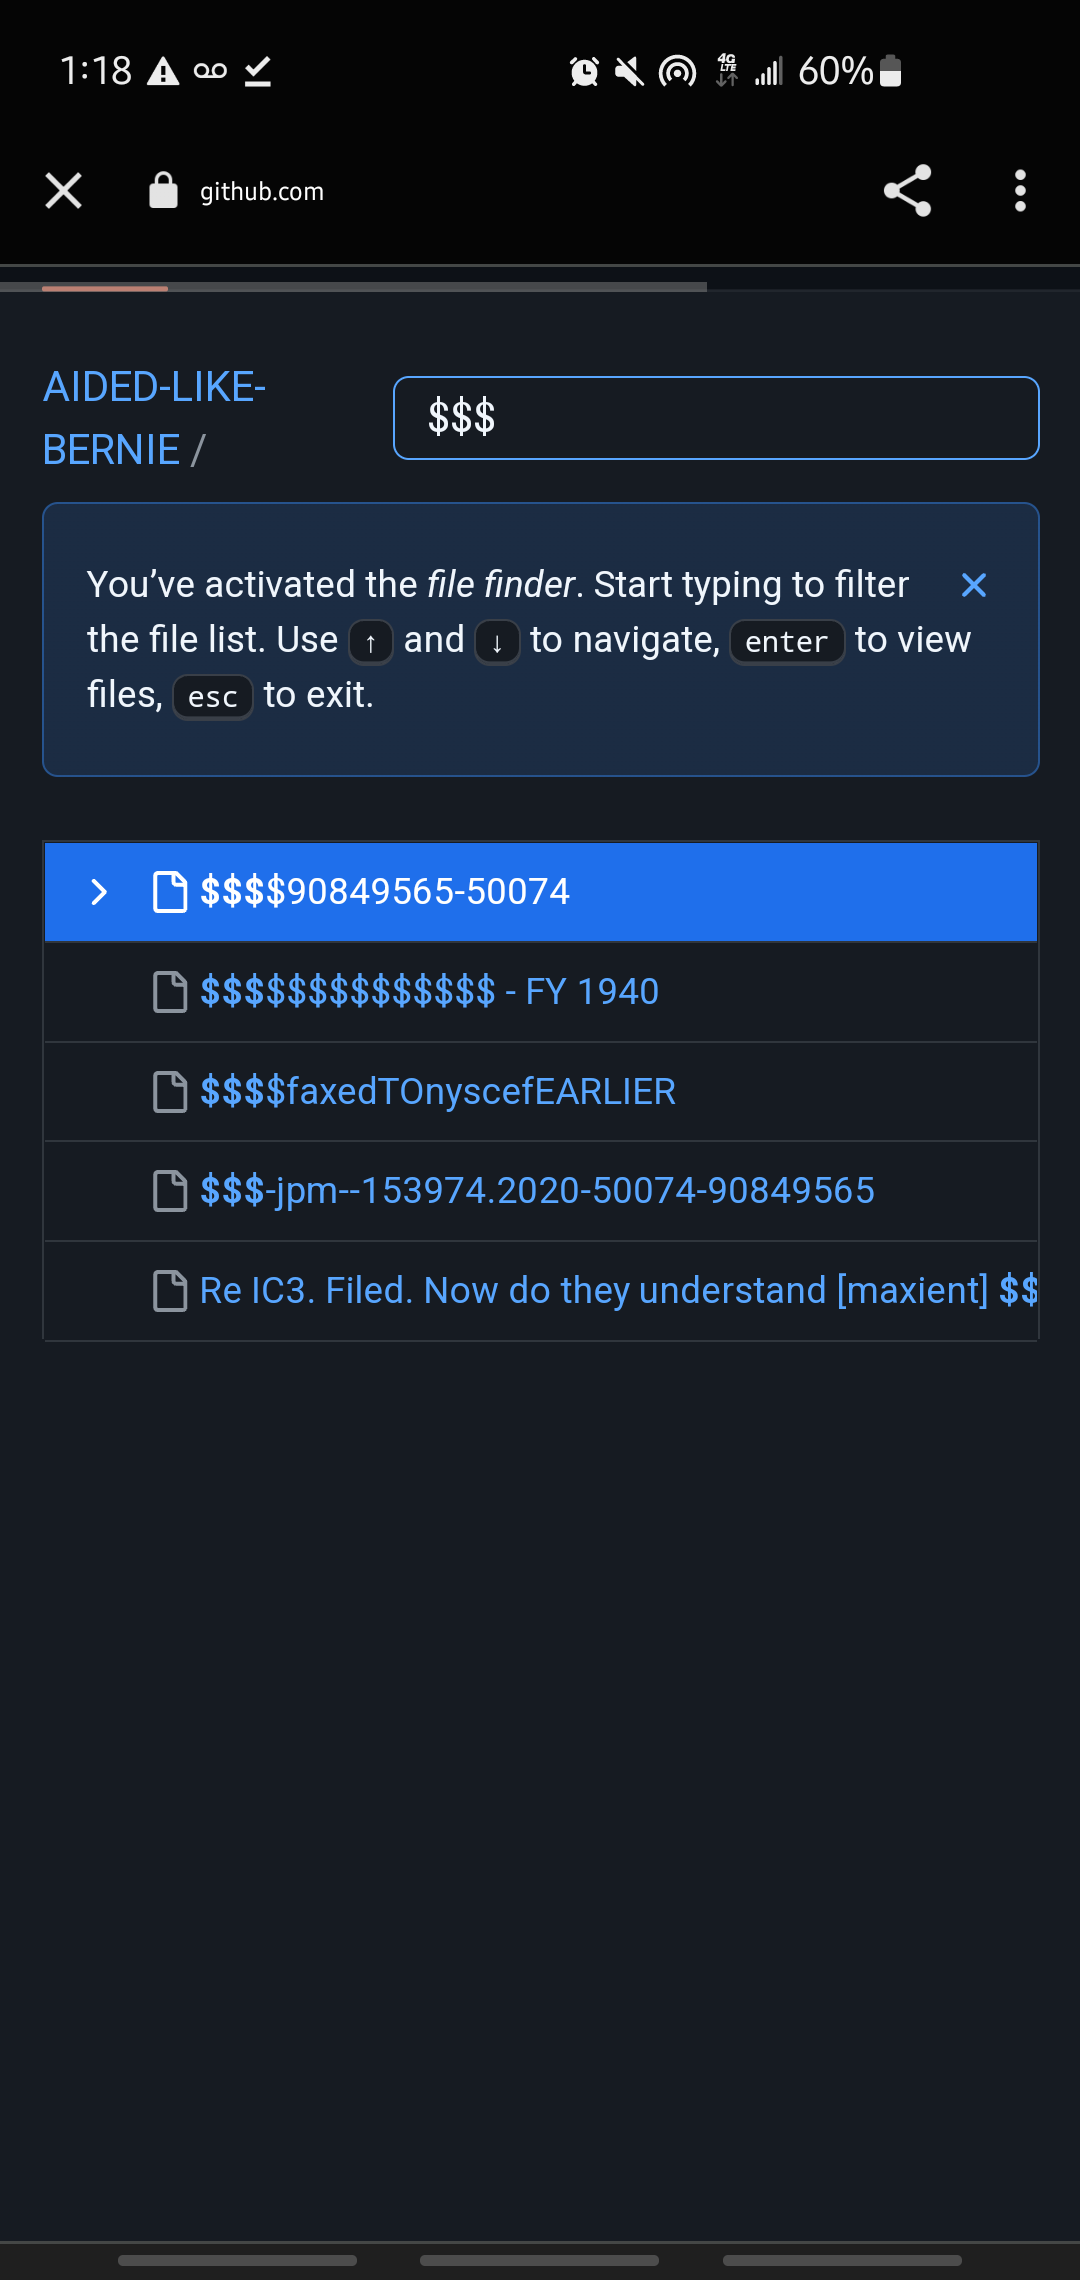 1:18 4G LTE 60%
github.com
AIDED-LIKE-
BERNIE /
$$$
You’ve activated the file finder. Start typing to filter
the file list. Use ↑ and ↓ to navigate, enter to view
files, esc to exit.
$$$$90849565-50074
$$$$$$$$$$$$$$ - FY 1940
$$$$faxedTOnyscefEARLIER
$$$-jpm--153974.2020-50074-90849565
Re IC3. Filed. Now do they understand [maxient] $$